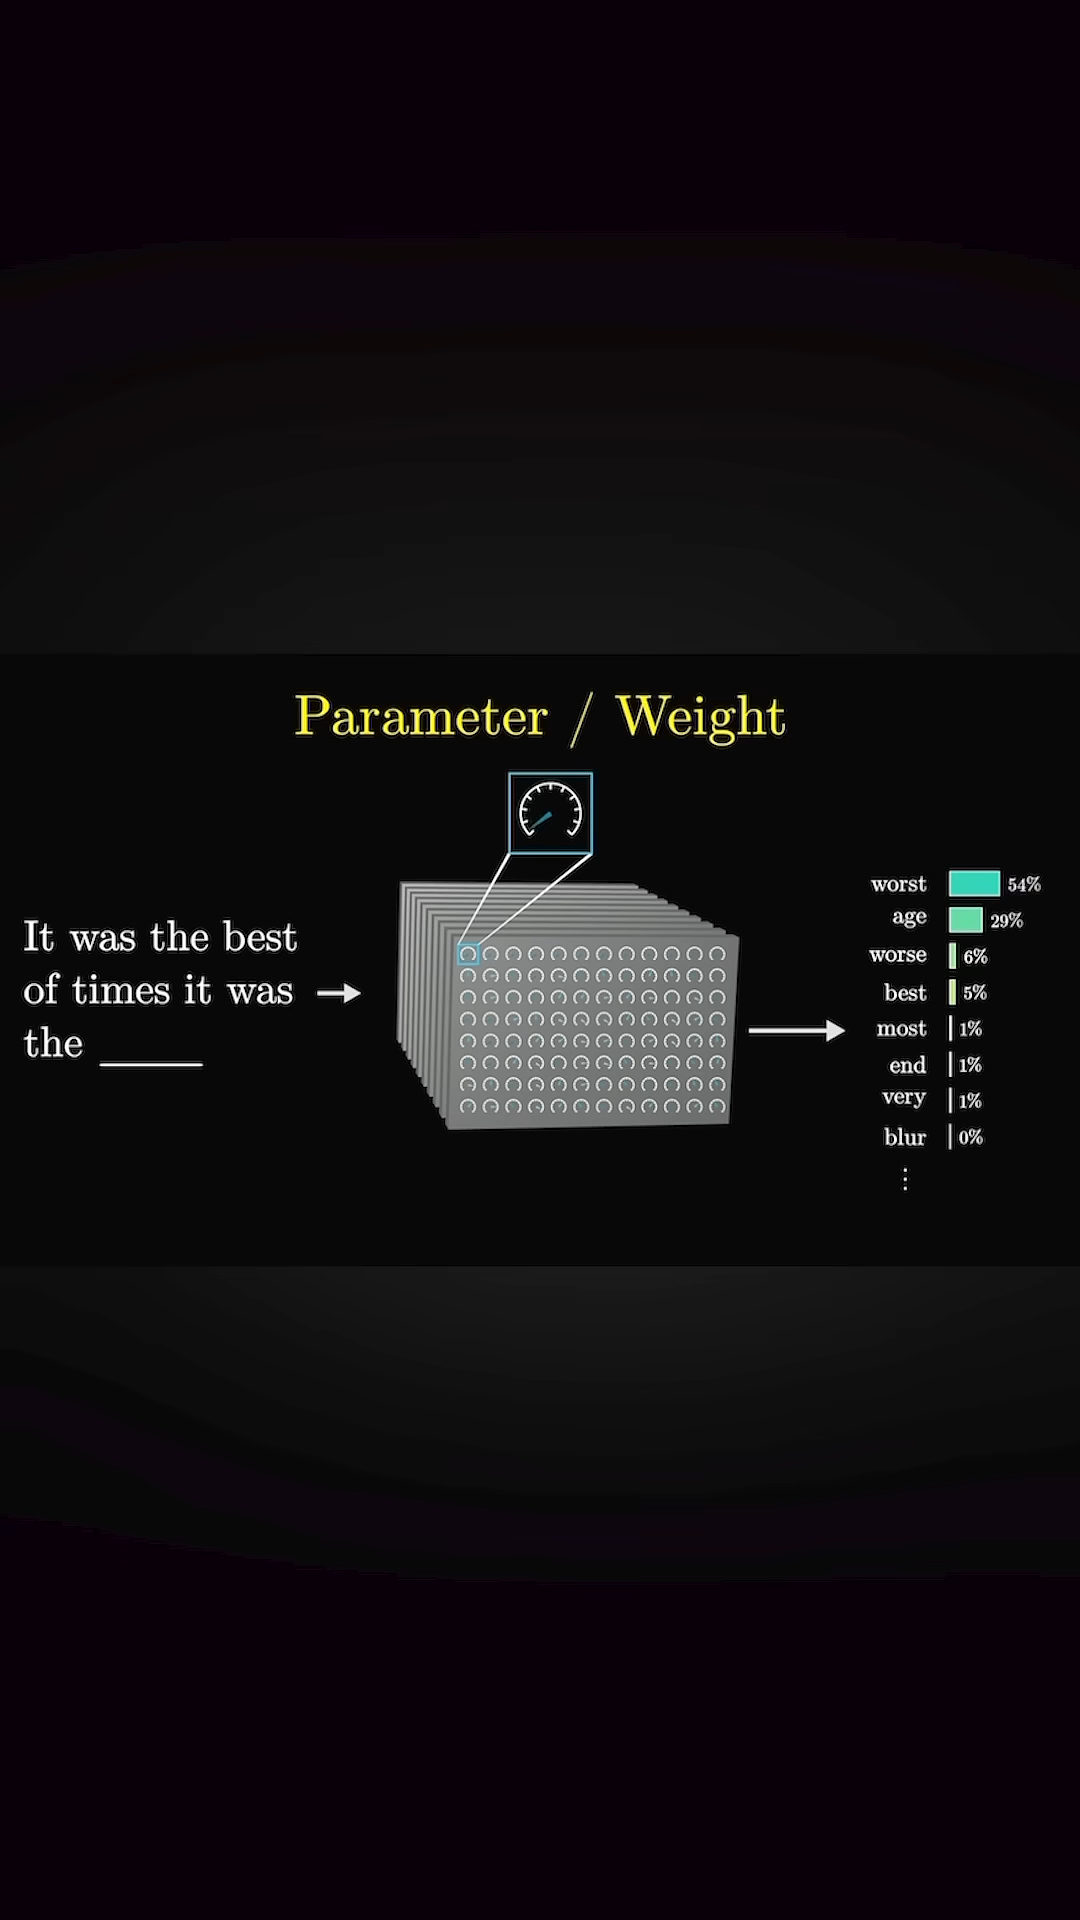 Parameter / Weight
It was the best
of times it was
the
worst 54%
age 29%
worse 6%
best 5%
most 1%
end 1%
very 1%
blur 0%
⋮